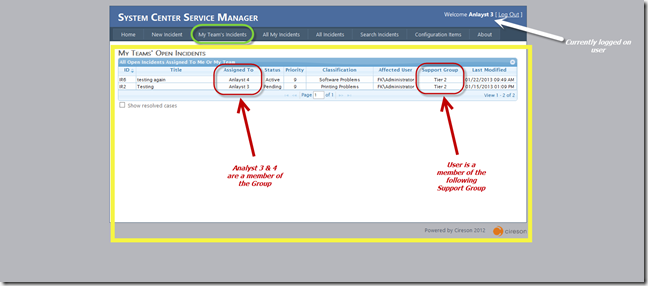 SYSTEM CENTER SERVICE MANAGER
Welcome Anlayst 3 [ Log Out ]
Home New Incident My Team's Incidents All My Incidents All Incidents Search Incidents Configuration Items About
Currently logged on
user
MY TEAMS' OPEN INCIDENTS
All Open Incidents Assigned To Me Or My Team
ID Title Assigned To Status Priority Classification Affected User Support Group Last Modified
IR8 testing again Anlayst 4 Active 9 Software Problems FX\Administrator Tier 2 01/22/2013 09:49 AM
IR2 Testing Anlayst 3 Pending 9 Printing Problems FX\Administrator Tier 2 01/15/2013 01:09 PM
Page 1 of 1 View 1 - 2 of 2
Show resolved cases
Analyst 3 & 4
are a member of
the Group
User is a
member of the
following
Support Group
Powered by Cireson 2012 cireson